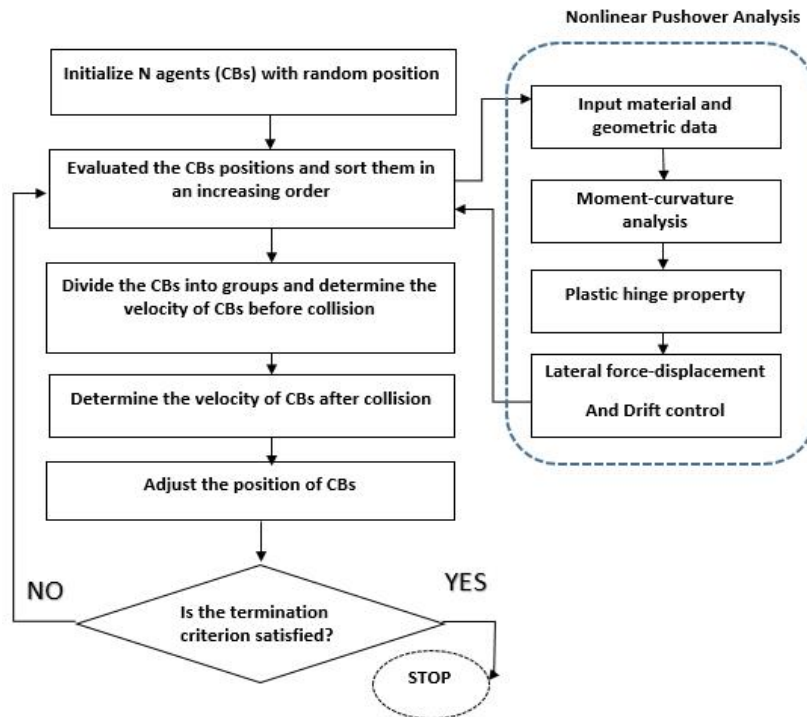 Nonlinear Pushover Analysis
Initialize N agents (CBs) with random position
Evaluated the CBs positions and sort them in
an increasing order
Input material and
geometric data
Moment-curvature
analysis
Plastic hinge property
Lateral force-displacement
And Drift control
Divide the CBs into groups and determine the
velocity of CBs before collision
Determine the velocity of CBs after collision
Adjust the position of CBs
NO
YES
Is the termination
criterion satisfied?
STOP